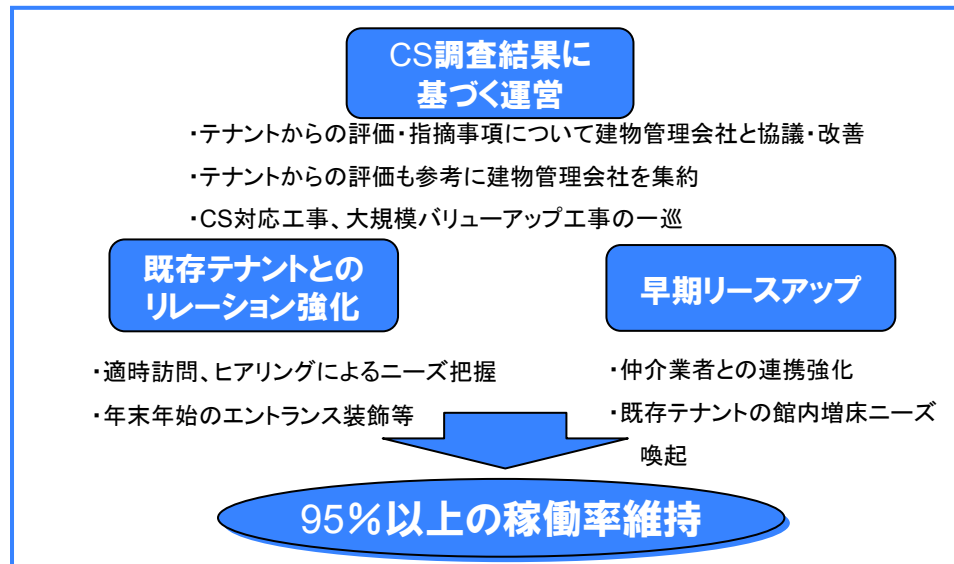 CS調査結果に
基づく運営
・テナントからの評価・指摘事項について建物管理会社と協議・改善
・テナントからの評価も参考に建物管理会社を集約
・CS対応工事、大規模バリューアップ工事の一巡
既存テナントとの
リレーション強化
・適時訪問、ヒアリングによるニーズ把握
・年末年始のエントランス装飾等
早期リースアップ
・仲介業者との連携強化
・既存テナントの館内増床ニーズ
喚起
95%以上の稼働率維持